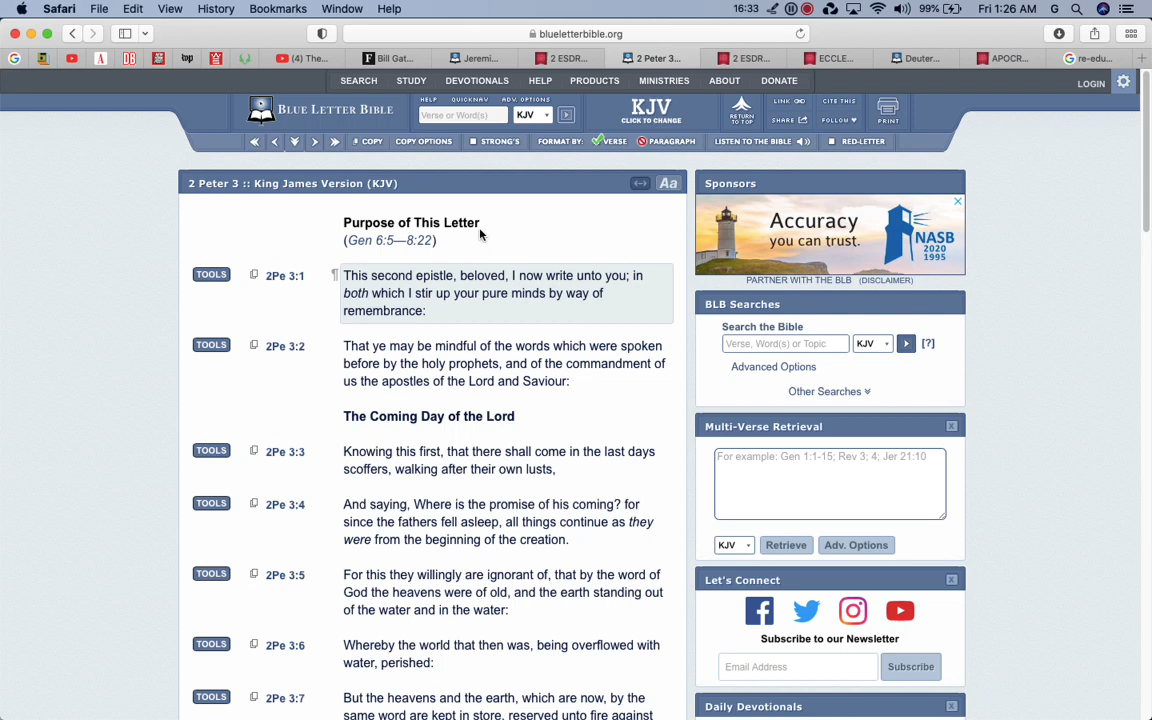 Safari File Edit View History Bookmarks Window Help 16:33 99% Fri 1:26 AM G
blueletterbible.org
(4) The... Bill Gat... Jeremi... 2 ESDR... 2 Peter 3... 2 ESDR... ECCLE... Deuter... APOCR... re-edu...
SEARCH STUDY DEVOTIONALS HELP PRODUCTS MINISTRIES ABOUT DONATE LOGIN
BLUE LETTER BIBLE
HELP QUICKNAV ADV. OPTIONS
Verse or Word(s) KJV
KJV
CLICK TO CHANGE
RETURN
TO TOP
LINK CITE THIS
SHARE FOLLOW
PRINT
COPY COPY OPTIONS STRONG'S FORMAT BY: VERSE PARAGRAPH LISTEN TO THE BIBLE RED-LETTER
2 Peter 3 :: King James Version (KJV) Aa
Purpose of This Letter
(Gen 6:5—8:22)
TOOLS 2Pe 3:1 ¶ This second epistle, beloved, I now write unto you; in
both which I stir up your pure minds by way of
remembrance:
TOOLS 2Pe 3:2 That ye may be mindful of the words which were spoken
before by the holy prophets, and of the commandment of
us the apostles of the Lord and Saviour:
The Coming Day of the Lord
TOOLS 2Pe 3:3 Knowing this first, that there shall come in the last days
scoffers, walking after their own lusts,
TOOLS 2Pe 3:4 And saying, Where is the promise of his coming? for
since the fathers fell asleep, all things continue as they
were from the beginning of the creation.
TOOLS 2Pe 3:5 For this they willingly are ignorant of, that by the word of
God the heavens were of old, and the earth standing out
of the water and in the water:
TOOLS 2Pe 3:6 Whereby the world that then was, being overflowed with
water, perished:
TOOLS 2Pe 3:7 But the heavens and the earth, which are now, by the
same word are kept in store, reserved unto fire against
Sponsors
Accuracy
you can trust.
NASB
2020
1995
PARTNER WITH THE BLB (DISCLAIMER)
BLB Searches
Search the Bible
Verse, Word(s) or Topic KJV [?]
Advanced Options
Other Searches
Multi-Verse Retrieval
For example: Gen 1:1-15; Rev 3; 4; Jer 21:10
KJV Retrieve Adv. Options
Let's Connect
Subscribe to our Newsletter
Email Address Subscribe
Daily Devotionals